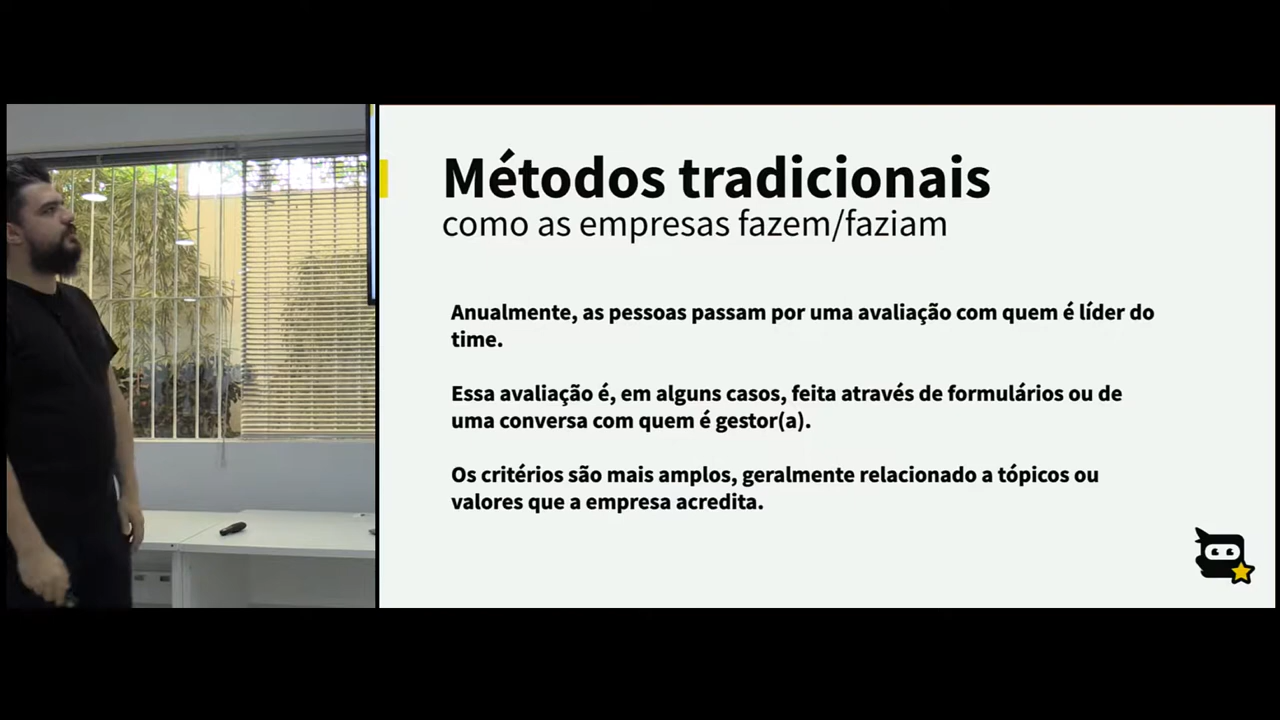 Métodos tradicionais
como as empresas fazem/faziam
Anualmente, as pessoas passam por uma avaliação com quem é líder do
time.
Essa avaliação é, em alguns casos, feita através de formulários ou de
uma conversa com quem é gestor(a).
Os critérios são mais amplos, geralmente relacionado a tópicos ou
valores que a empresa acredita.